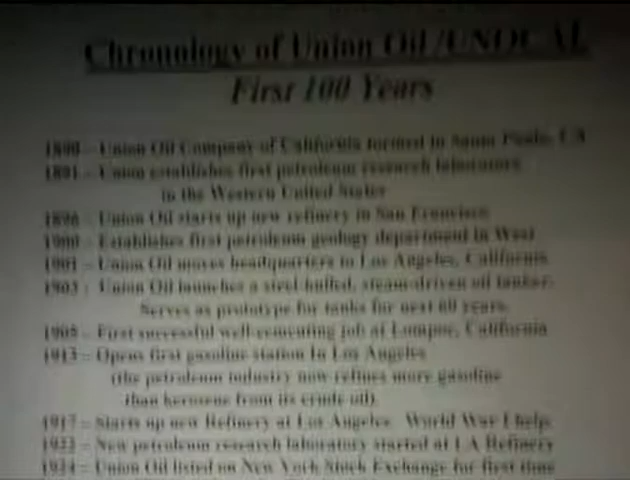 Chronology of Union Oil /UNOCAL
First 100 Years
1890 - Union Oil Company of California formed in Santa Paula, CA
1891 - Union establishes first petroleum research laboratory
in the Western United States
1896 - Union Oil starts up new refinery in San Francisco
1900 - Establishes first petroleum geology department in West
1901 - Union Oil moves headquarters to Los Angeles, California
1903 - Union Oil launches a steel-hulled, steam-driven oil tanker.
Serves as prototype for tanks for next 60 years.
1905 - First successful well-cementing job at Lompoc, California
1913 - Opens first gasoline station In Los Angeles
(the petroleum industry now refines more gasoline
than kerosene from its crude oil).
1917 - Starts up new Refinery at Los Angeles. World War I helps
1922 - New petroleum research laboratory started at LA Refinery
1924 - Union Oil listed on New York Stock Exchange for first time